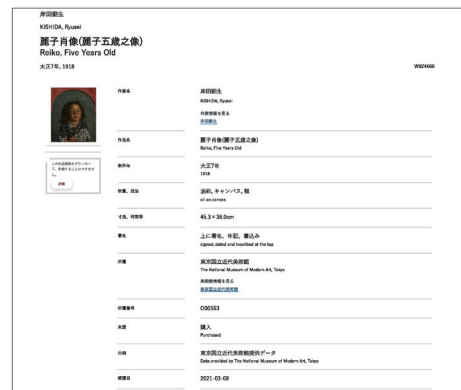 岸田劉生
KISHIDA, Ryusei
麗子肖像(麗子五歳之像)
Reiko, Five Years Old
大正7年, 1918
W624666
作家名
岸田劉生
KISHIDA, Ryusei
作家情報を見る
岸田劉生
作品名
麗子肖像(麗子五歳之像)
Reiko, Five Years Old
制作年
大正7年
1918
材質、技法
油彩, キャンバス, 額
oil on canvas
寸法、時間等
45.3×38.0cm
署名
上に署名、年記、書込み
signed, dated and inscribed at the top
所蔵
東京国立近代美術館
The National Museum of Modern Art, Tokyo
美術館情報を見る
東京国立近代美術館
所蔵番号
O00553
来歴
購入
Purchased
出典
東京国立近代美術館提供データ
Data provided by The National Museum of Modern Art, Tokyo
確認日
2021-03-08